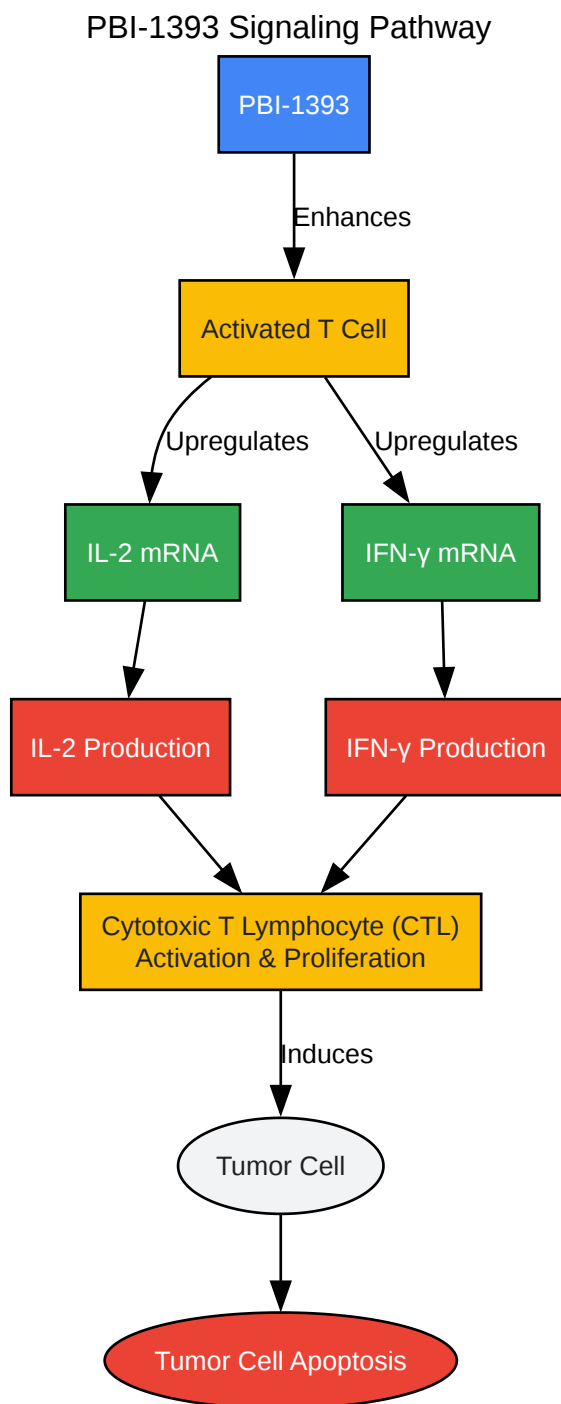 PBI-1393 Signaling Pathway
PBI-1393
Enhances
Activated T Cell
Upregulates
Upregulates
IL-2 mRNA
IFN-γ mRNA
IL-2 Production
IFN-γ Production
Cytotoxic T Lymphocyte (CTL)
Activation & Proliferation
Induces
Tumor Cell
Tumor Cell Apoptosis